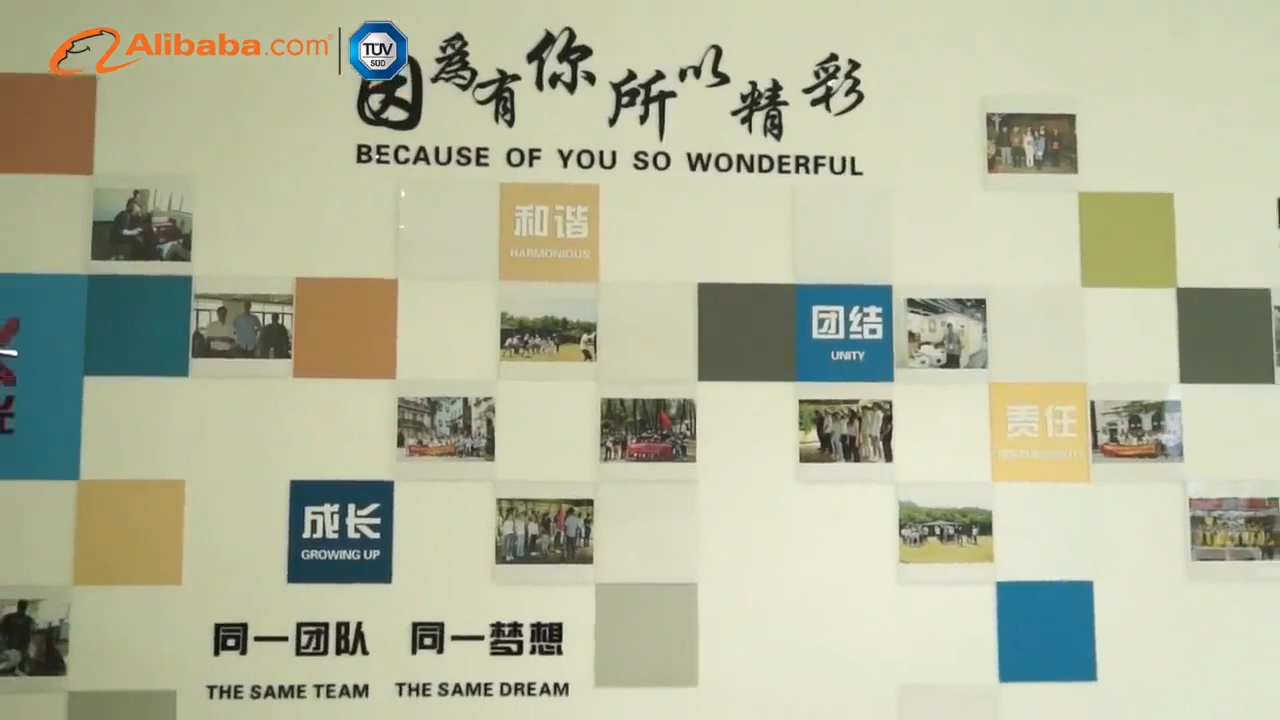 Alibaba.com
TÜV
SÜD
因為有你所以精彩
BECAUSE OF YOU SO WONDERFUL
和谐
HARMONIOUS
团结
UNITY
责任
RESPONSIBILITY
成长
GROWING UP
同一团队 同一梦想
THE SAME TEAM THE SAME DREAM